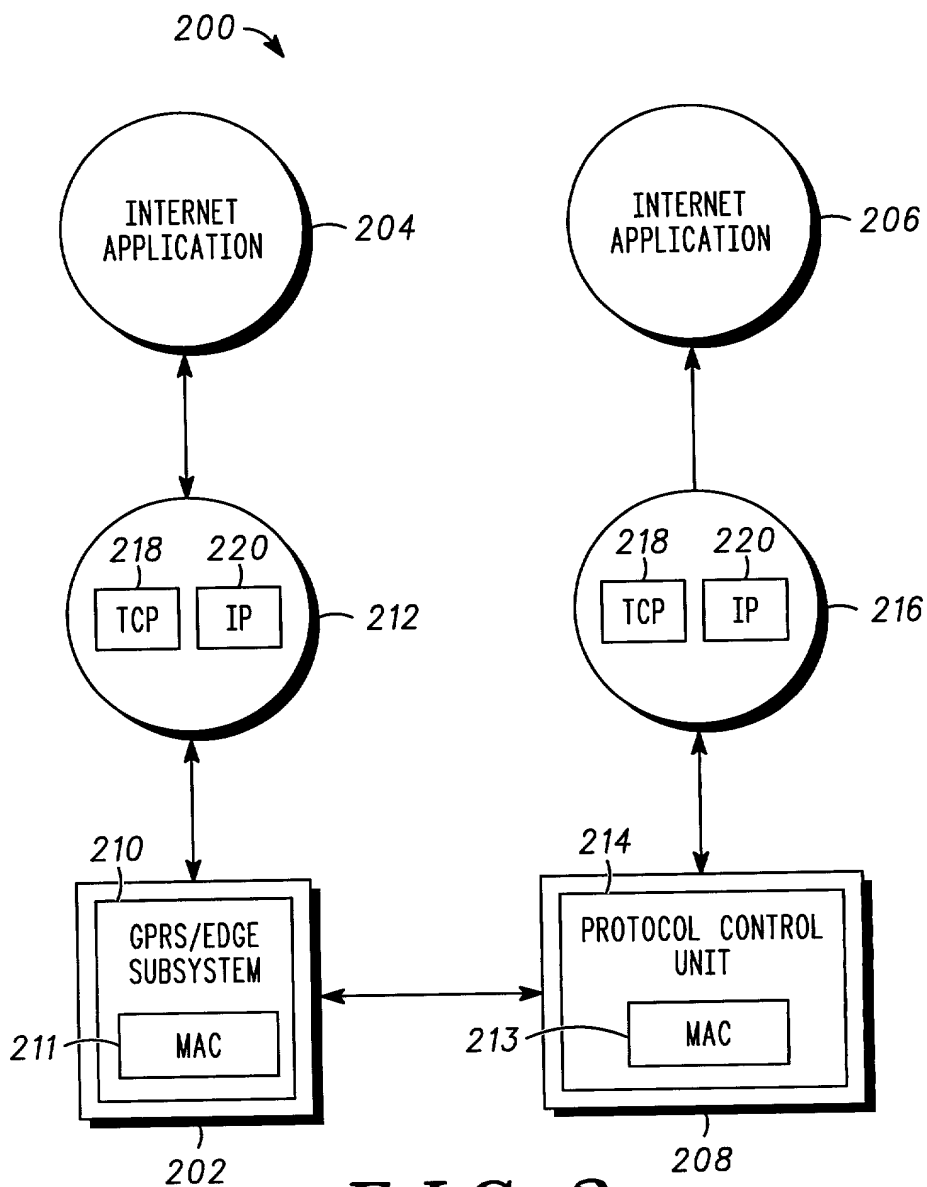 200
INTERNET
APPLICATION
204
INTERNET
APPLICATION
206
218
220
TCP
IP
212
218
220
TCP
IP
216
210
GPRS/EDGE
SUBSYSTEM
211
MAC
202
214
PROTOCOL CONTROL
UNIT
213
MAC
208